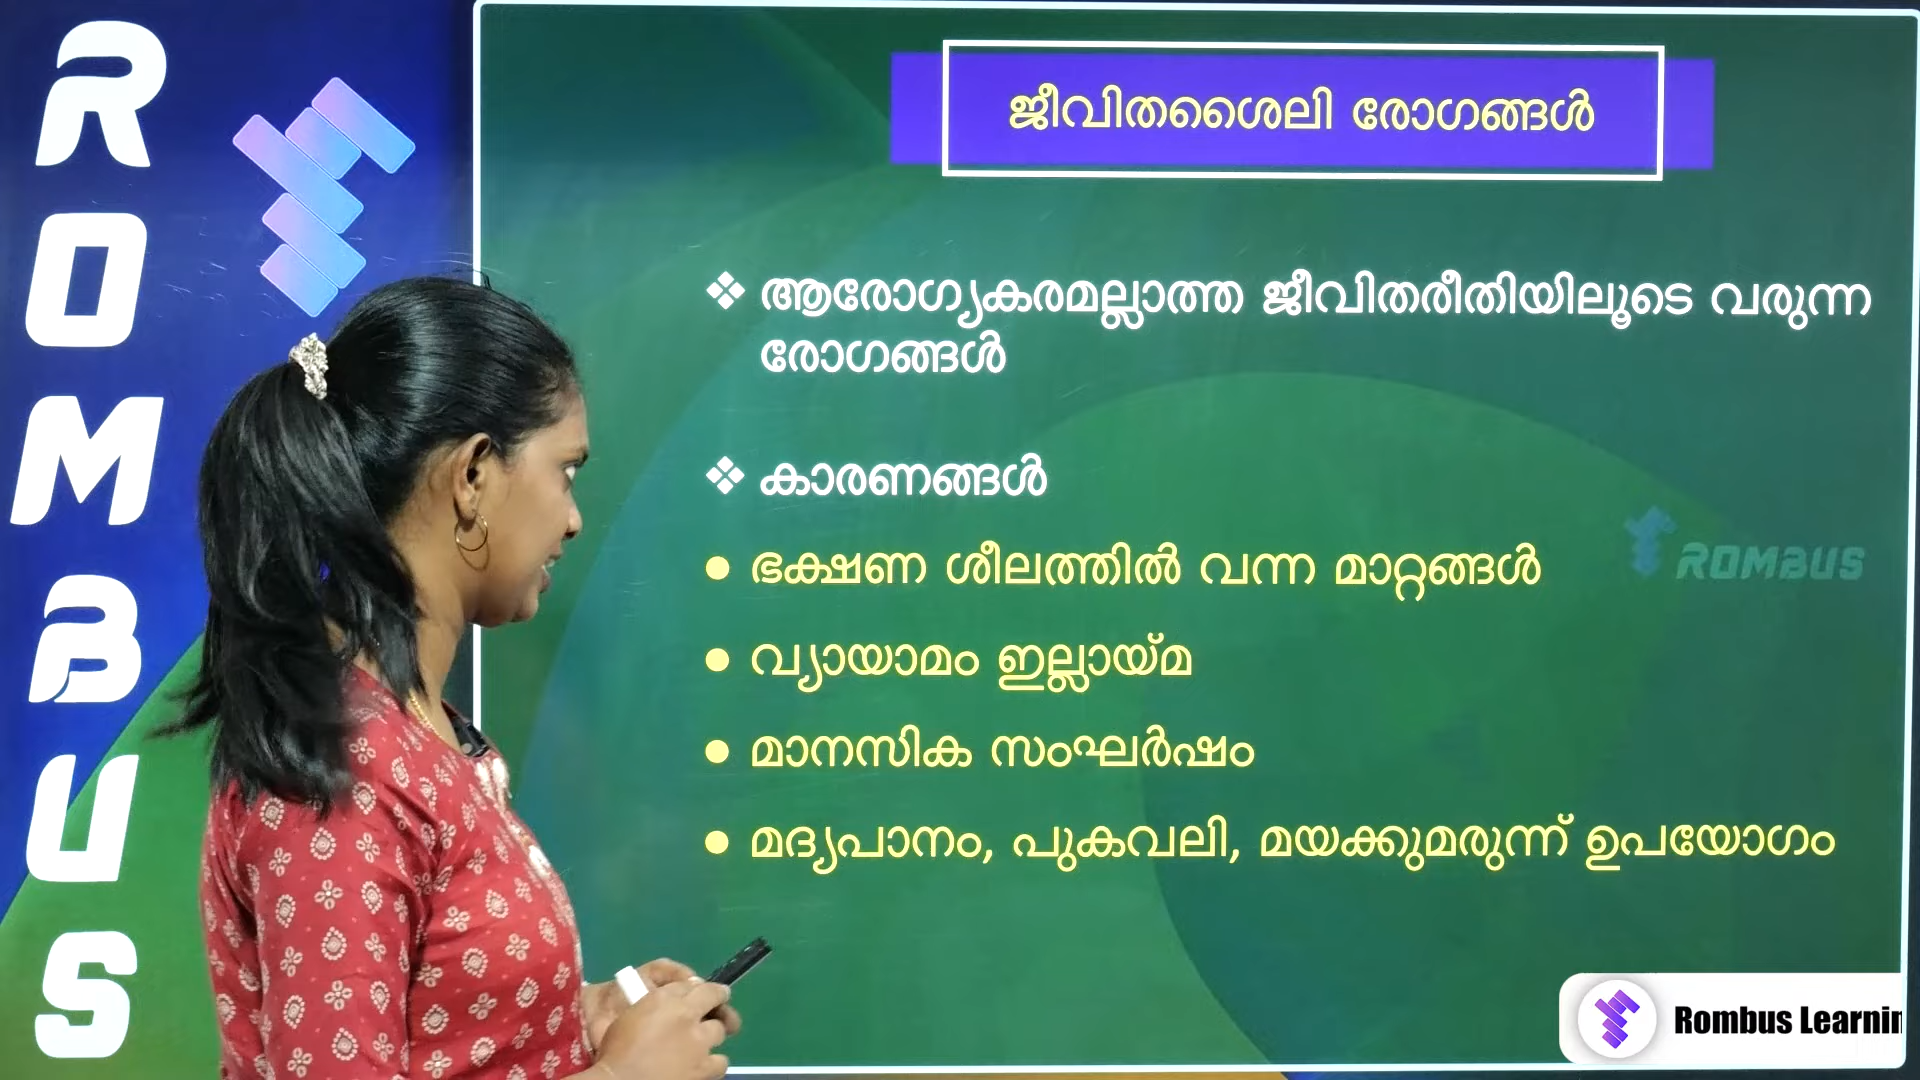 ROMBUS
ജീവിതശൈലി രോഗങ്ങൾ
❖ ആരോഗ്യകരമല്ലാത്ത ജീവിതരീതിയിലൂടെ വരുന്ന
രോഗങ്ങൾ
❖ കാരണങ്ങൾ
● ഭക്ഷണ ശീലത്തിൽ വന്ന മാറ്റങ്ങൾ
ROMBUS
● വ്യായാമം ഇല്ലായ്മ
● മാനസിക സംഘർഷം
● മദ്യപാനം, പുകവലി, മയക്കുമരുന്ന് ഉപയോഗം
Rombus Learnin